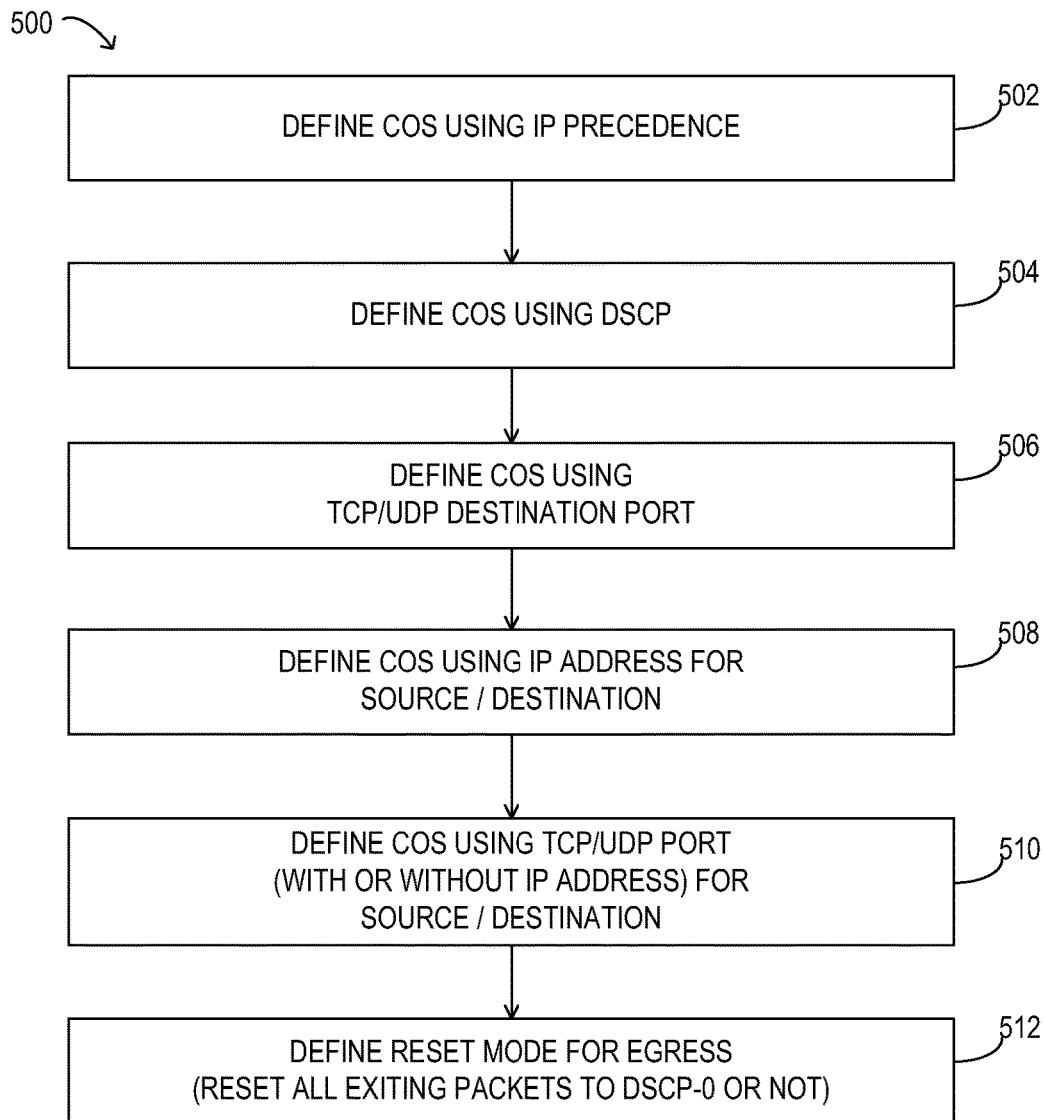 500
502
DEFINE COS USING IP PRECEDENCE
504
DEFINE COS USING DSCP
506
DEFINE COS USING
TCP/UDP DESTINATION PORT
508
DEFINE COS USING IP ADDRESS FOR
SOURCE / DESTINATION
510
DEFINE COS USING TCP/UDP PORT
(WITH OR WITHOUT IP ADDRESS) FOR
SOURCE / DESTINATION
512
DEFINE RESET MODE FOR EGRESS
(RESET ALL EXITING PACKETS TO DSCP-0 OR NOT)